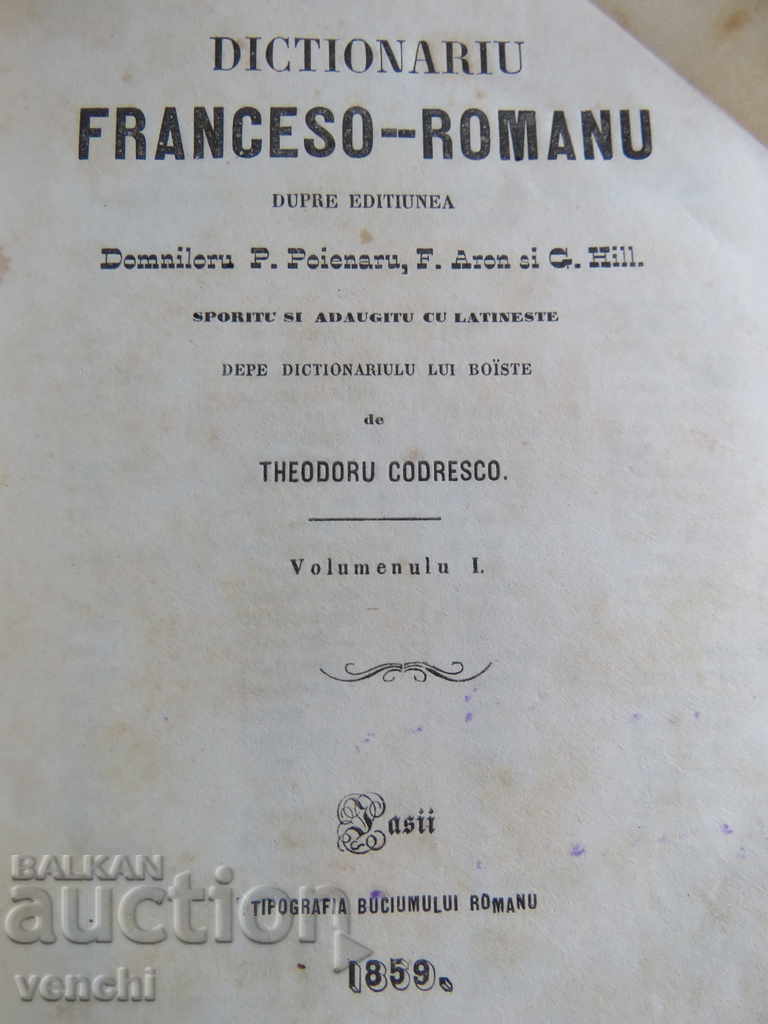 DICTIONARIU
FRANCESO--ROMANU
DUPRE EDITIUNEA
Domniloru P. Poienaru, F. Aron si G. Hill.
SPORITU SI ADAUGITU CU LATINESTE
DEPE DICTIONARIULU LUI BOÏSTE
de
THEODORU CODRESCO.
Volumenulu I.
Iasii
TIPOGRAFIA BUCIUMULUI ROMANU
1859.
BALKAN
auction
venchi